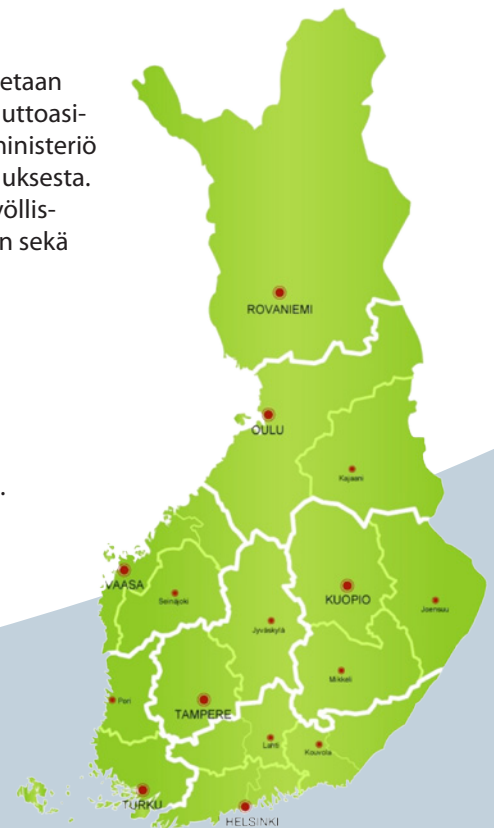 etaan
uttoasi-
ministeriö
uksesta.
yöllis-
n sekä
.
ROVANIEMI
OULU
Kajaani
VAASA
Seinäjoki
KUOPIO
Joensuu
Jyväskylä
Mikkeli
Pori
TAMPERE
Lahti
Kouvola
TURKU
HELSINKI